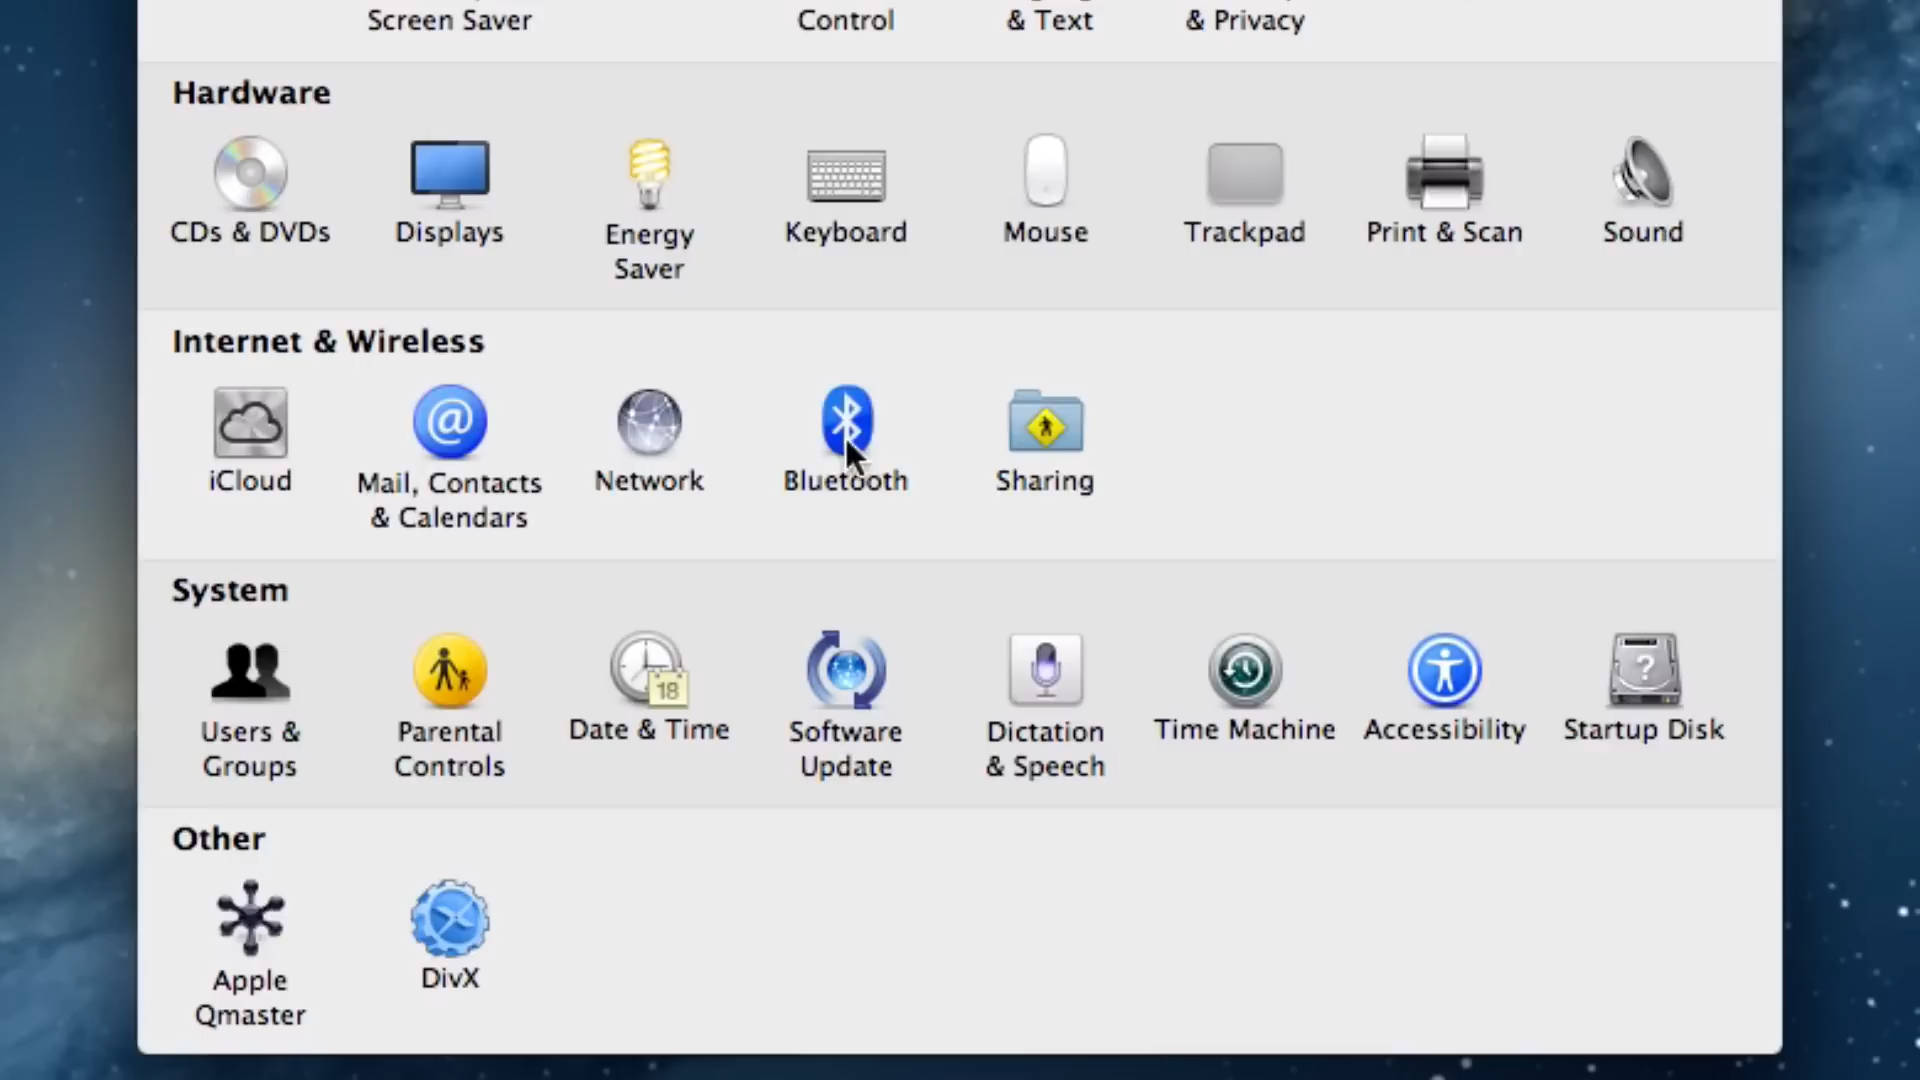 Screen Saver Control & Text & Privacy
Hardware
CDs & DVDs Displays Energy Saver Keyboard Mouse Trackpad Print & Scan Sound
Internet & Wireless
iCloud Mail, Contacts & Calendars Network Bluetooth Sharing
System
18
?
Users & Groups Parental Controls Date & Time Software Update Dictation & Speech Time Machine Accessibility Startup Disk
Other
Apple Qmaster DivX